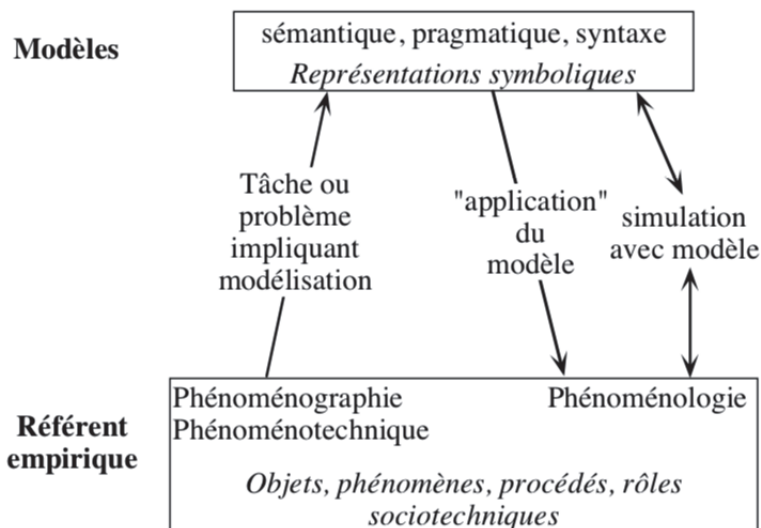 Modèles
sémantique, pragmatique, syntaxe
Représentations symboliques
Tâche ou
problème
impliquant
modélisation
"application"
du
modèle
simulation
avec modèle
Référent
empirique
Phénoménographie
Phénoménotechnique
Phénoménologie
Objets, phénomènes, procédés, rôles
sociotechniques